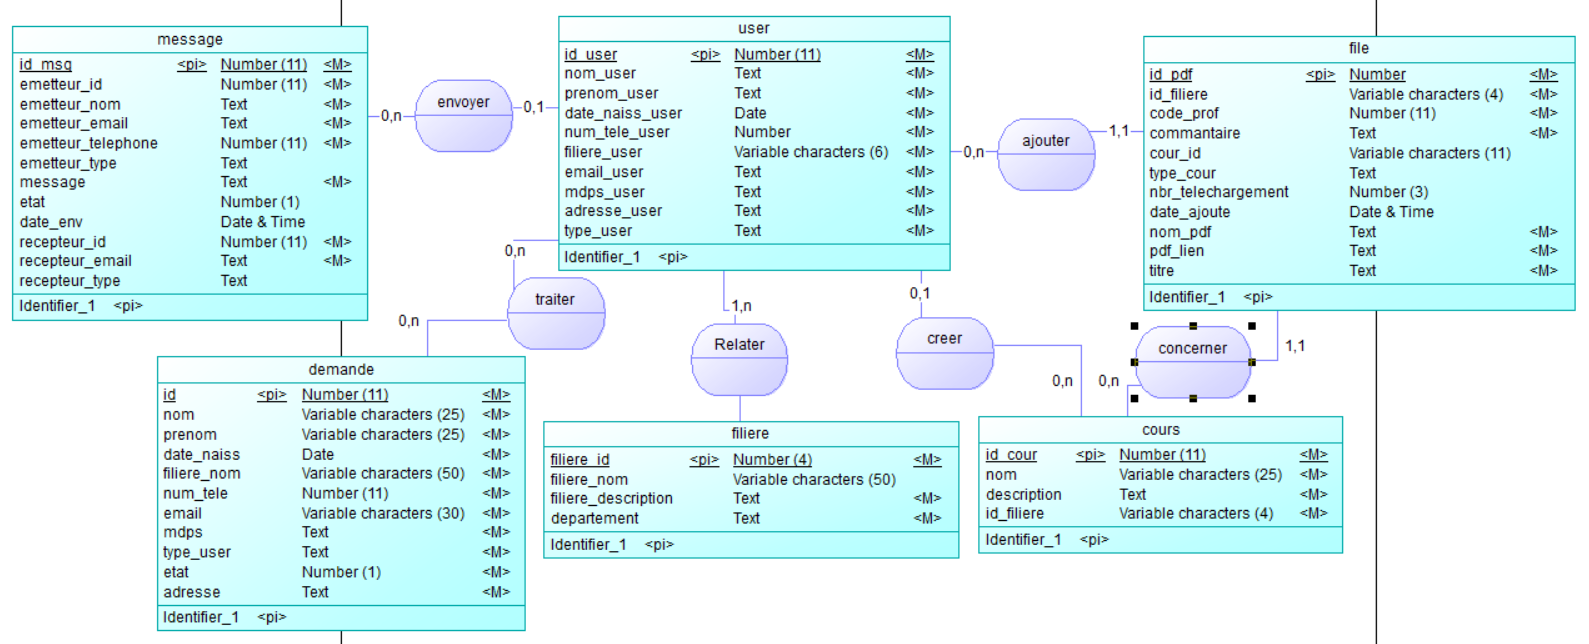 message
id_msg <pi> Number (11) <M>
emetteur_id Number (11) <M>
emetteur_nom Text <M>
emetteur_email Text <M>
emetteur_telephone Number (11) <M>
emetteur_type Text
message Text <M>
etat Number (1)
date_env Date & Time
recepteur_id Number (11) <M>
recepteur_email Text <M>
recepteur_type Text
Identifier_1 <pi>
0,n
envoyer
0,1
user
id_user <pi> Number (11) <M>
nom_user Text <M>
prenom_user Text <M>
date_naiss_user Date <M>
num_tele_user Number <M>
filiere_user Variable characters (6) <M>
email_user Text <M>
mdps_user Text <M>
adresse_user Text <M>
type_user Text <M>
Identifier_1 <pi>
0,n
ajouter
1,1
file
id_pdf <pi> Number <M>
id_filiere Variable characters (4) <M>
code_prof Number (11) <M>
commantaire Text <M>
cour_id Variable characters (11)
type_cour Text
nbr_telechargement Number (3)
date_ajoute Date & Time
nom_pdf Text <M>
pdf_lien Text <M>
titre Text <M>
Identifier_1 <pi>
0,n
traiter
0,n
1,n
Relater
0,1
creer
0,n
0,n
concerner
1,1
demande
id <pi> Number (11) <M>
nom Variable characters (25) <M>
prenom Variable characters (25) <M>
date_naiss Date <M>
filiere_nom Variable characters (50) <M>
num_tele Number (11) <M>
email Variable characters (30) <M>
mdps Text <M>
type_user Text <M>
etat Number (1) <M>
adresse Text <M>
Identifier_1 <pi>
filiere
filiere_id <pi> Number (4) <M>
filiere_nom Variable characters (50)
filiere_description Text <M>
departement Text <M>
Identifier_1 <pi>
cours
id_cour <pi> Number (11) <M>
nom Variable characters (25) <M>
description Text <M>
id_filiere Variable characters (4) <M>
Identifier_1 <pi>